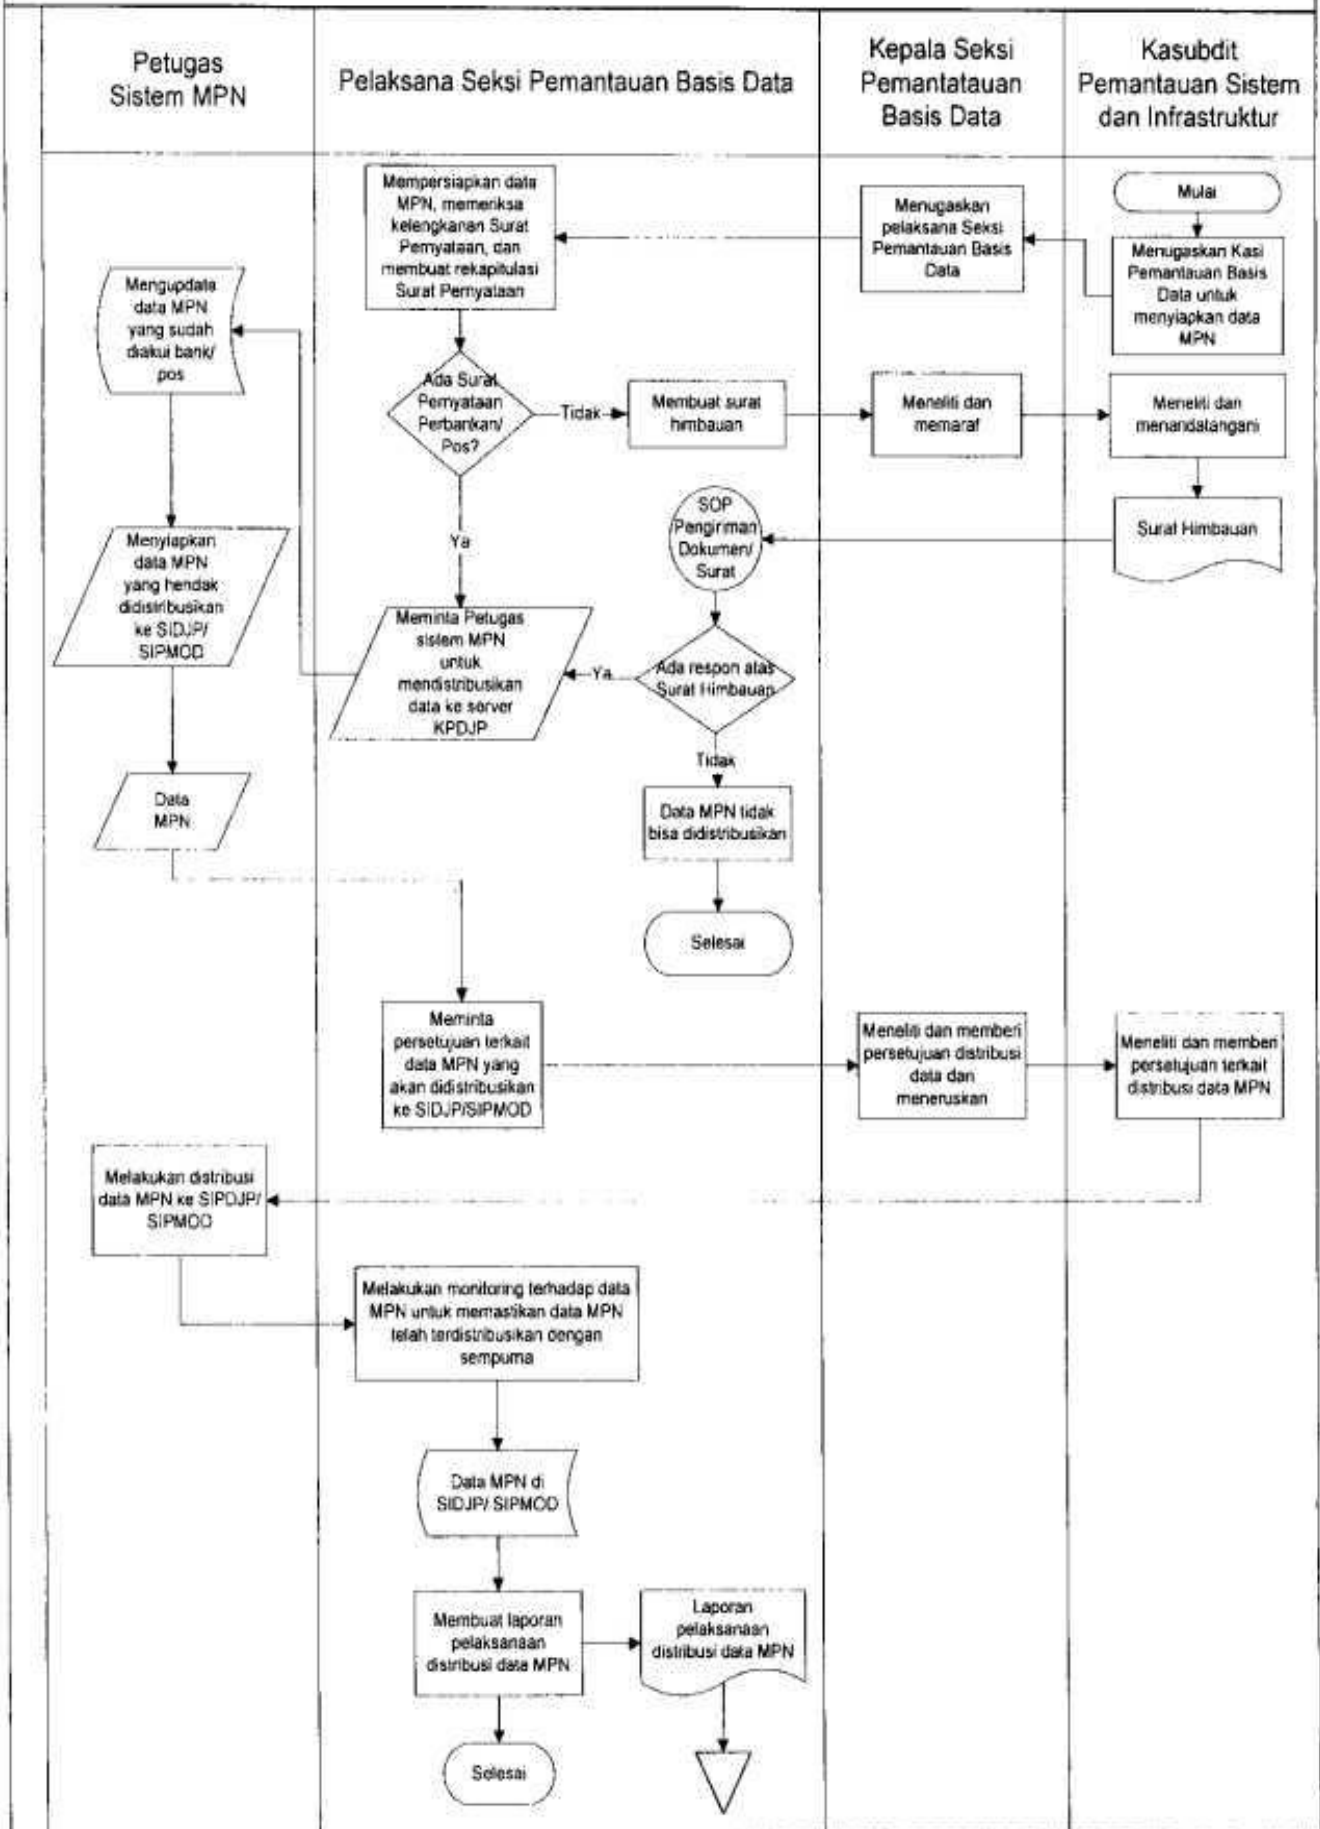 Petugas
Sistem MPN
Pelaksana Seksi Pemantauan Basis Data
Kepala Seksi
Pemantatauan
Basis Data
Kasubdit
Pemantauan Sistem
dan Infrastruktur
Mulai
Menugaskan Kasi
Pemantauan Basis
Data untuk
menyiapkan data
MPN
Menugaskan
pelaksana Seksi
Pemantauan Basis
Data
Mempersiapkan data
MPN, memeriksa
kelengkanan Surat
Pernyataan, dan
membuat rekapitulasi
Surat Pernyataan
Ada Surat
Pernyataan
Perbankan/
Pos?
Tidak
Membuat surat
himbauan
Meneliti dan
memaraf
Meneliti dan
menandatangani
Surat Himbauan
SOP
Pengiriman
Dokumen/
Surat
Ada respon atas
Surat Himbauan
Ya
Ya
Meminta Petugas
sistem MPN
untuk
mendistribusikan
data ke server
KPDJP
Tidak
Data MPN tidak
bisa didistribusikan
Selesai
Mengupdate
data MPN
yang sudah
diakui bank/
pos
Menyiapkan
data MPN
yang hendak
didistribusikan
ke SIDJP/
SIPMOD
Data
MPN
Meminta
persetujuan terkait
data MPN yang
akan didistribusikan
ke SIDJP/SIPMOD
Meneliti dan memberi
persetujuan distribusi
data dan
meneruskan
Meneliti dan memberi
persetujuan terkait
distribusi data MPN
Melakukan distribusi
data MPN ke SIPDJP/
SIPMOD
Melakukan monitoring terhadap data
MPN untuk memastikan data MPN
telah terdistribusikan dengan
sempurna
Data MPN di
SIDJP/ SIPMOD
Membuat laporan
pelaksanaan
distribusi data MPN
Laporan
pelaksanaan
distribusi data MPN
Selesai